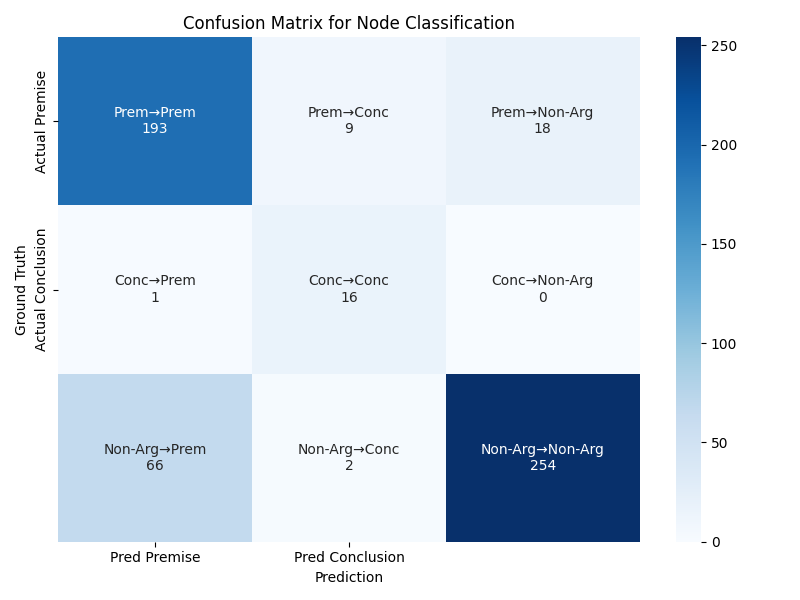 Confusion Matrix for Node Classification
Actual Premise
Prem→Prem
193
Prem→Conc
9
Prem→Non-Arg
18
Ground Truth
Actual Conclusion
Conc→Prem
1
Conc→Conc
16
Conc→Non-Arg
0
Non-Arg→Prem
66
Non-Arg→Conc
2
Non-Arg→Non-Arg
254
Pred Premise
Pred Conclusion
Prediction
250
200
150
100
50
0